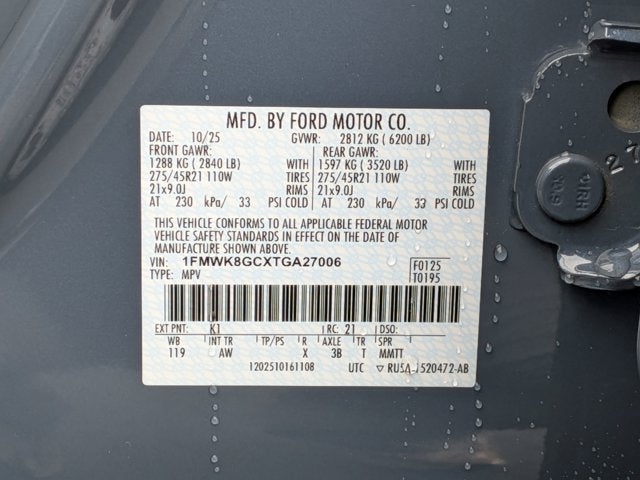 MFD. BY FORD MOTOR CO.
DATE: 10/25 GVWR: 2812 KG ( 6200 LB)
FRONT GAWR: REAR GAWR:
1288 KG ( 2840 LB) WITH 1597 KG ( 3520 LB) WITH
275/45R21 110W TIRES 275/45R21 110W TIRES
21x9.0J RIMS 21x9.0J RIMS
AT 230 kPa/ 33 PSI COLD AT 230 kPa/ 33 PSI COLD
THIS VEHICLE CONFORMS TO ALL APPLICABLE FEDERAL MOTOR
VEHICLE SAFETY STANDARDS IN EFFECT ON THE DATE OF
MANUFACTURE SHOWN ABOVE.
VIN: 1FMWK8GCXTGA27006 F0125
TYPE: MPV T0195
EXT PNT: K1 RC: 21 DSO:
WB INT TR TP/PS R AXLE TR SPR
119 AW X 3B T MMTT
1202510161108 UTC ▽ RU5A-1520472-AB
27